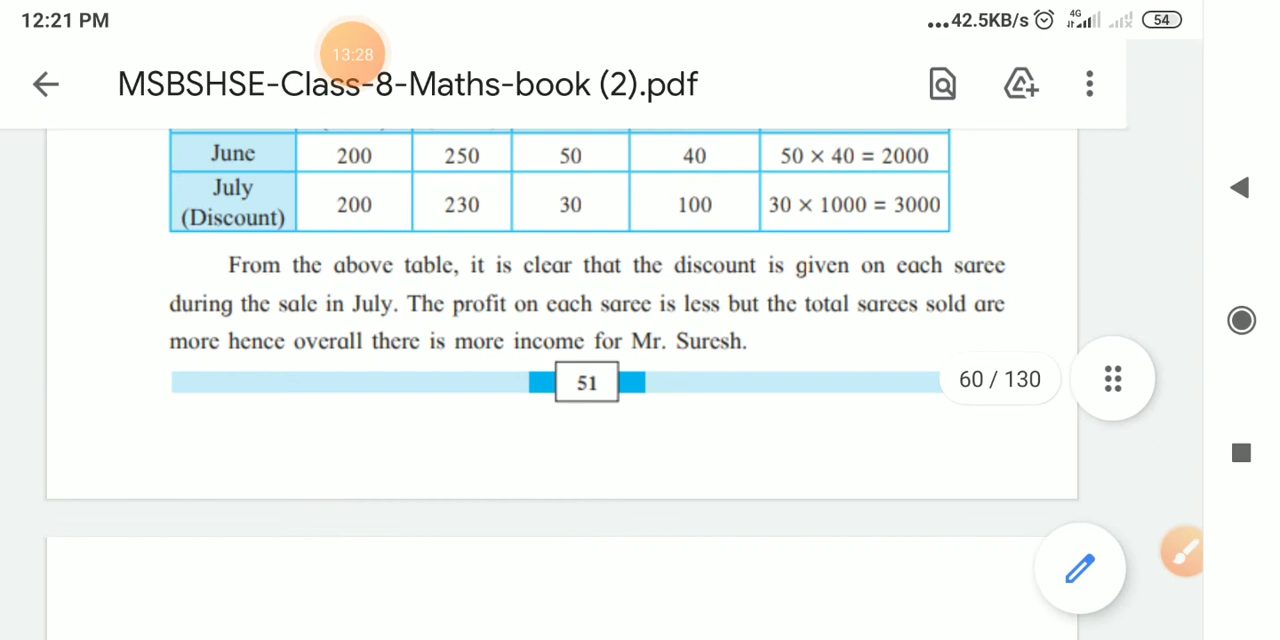 12:21 PM
...42.5KB/s 4G 54
13:28
MSBSHSE-Class-8-Maths-book (2).pdf
June 200 250 50 40 50 × 40 = 2000
July
(Discount) 200 230 30 100 30 × 1000 = 3000
From the above table, it is clear that the discount is given on each saree
during the sale in July. The profit on each saree is less but the total sarees sold are
more hence overall there is more income for Mr. Suresh.
51
60 / 130